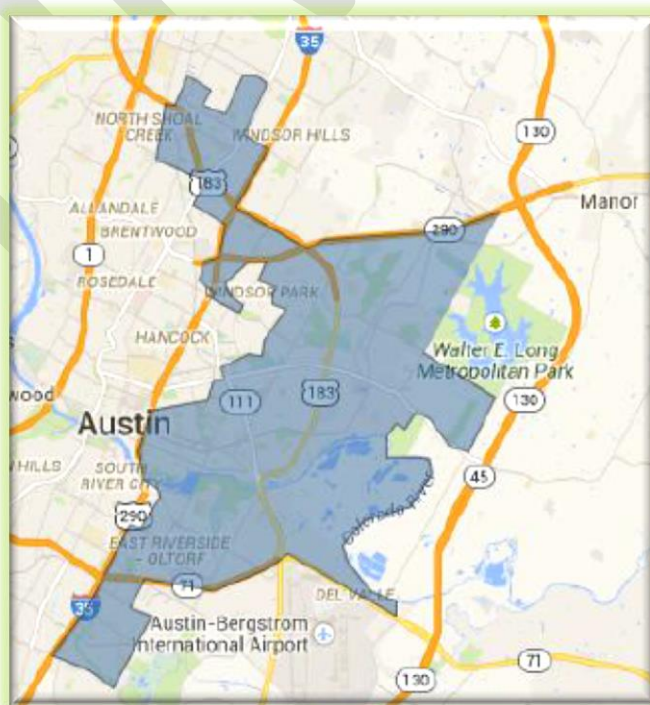 35
NORTH SHOAL
CREEK
WINDSOR HILLS
130
183
Manor
ALLANDALE
BRENTWOOD
290
1
ROSEDALE
WINDSOR PARK
HANCOCK
Walter E. Long
Metropolitan Park
wood
111
183
130
Austin
HILLS
SOUTH
RIVER CITY
45
Colorado River
290
EAST RIVERSIDE
- OLTORF
71
DEL VALLE
35
Austin-Bergstrom
International Airport
71
130